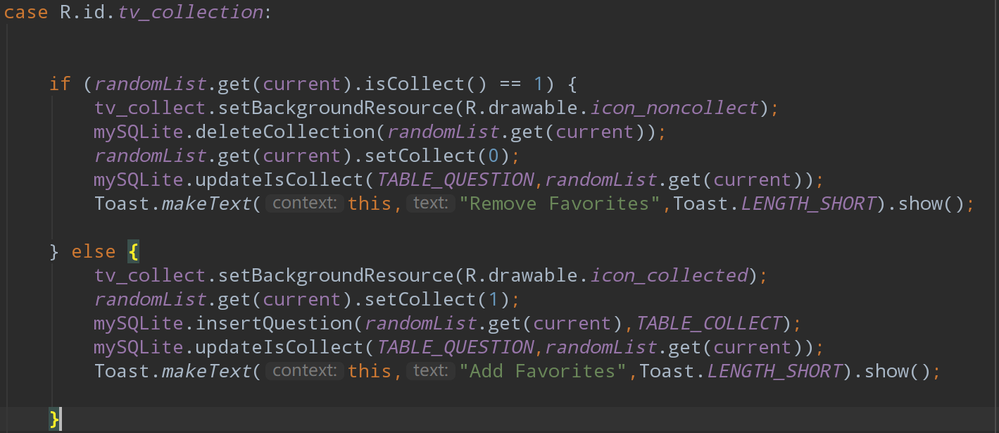 case R.id.tv_collection:
if (randomList.get(current).isCollect() == 1) {
tv_collect.setBackgroundResource(R.drawable.icon_noncollect);
mySQLite.deleteCollection(randomList.get(current));
randomList.get(current).setCollect(0);
mySQLite.updateIsCollect(TABLE_QUESTION,randomList.get(current));
Toast.makeText( context: this, text: "Remove Favorites",Toast.LENGTH_SHORT).show();
} else {
tv_collect.setBackgroundResource(R.drawable.icon_collected);
randomList.get(current).setCollect(1);
mySQLite.insertQuestion(randomList.get(current),TABLE_COLLECT);
mySQLite.updateIsCollect(TABLE_QUESTION,randomList.get(current));
Toast.makeText( context: this, text: "Add Favorites",Toast.LENGTH_SHORT).show();
}